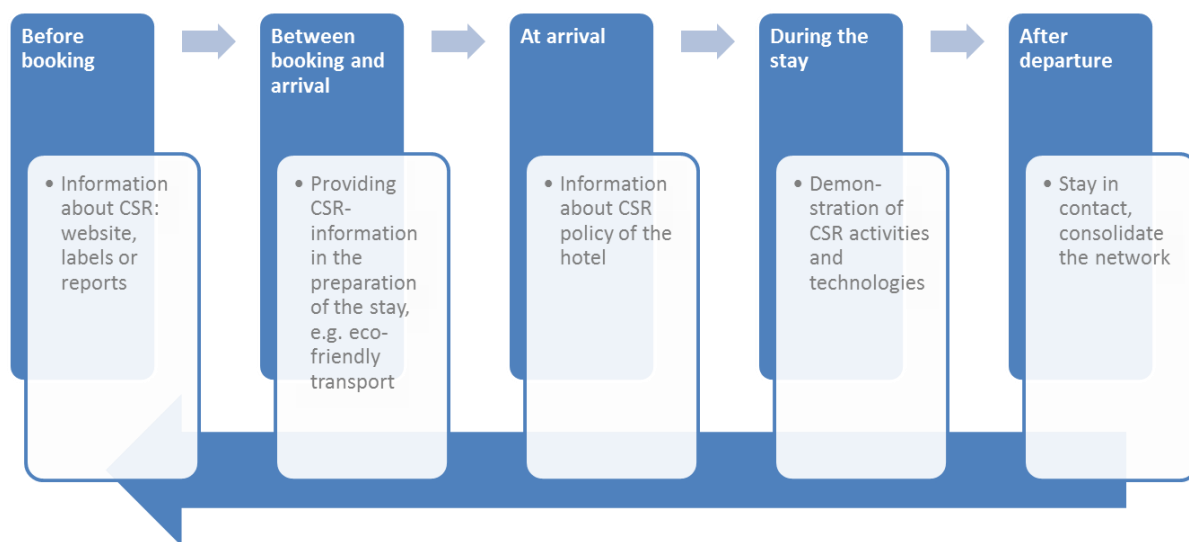 Before
booking
Between
booking and
arrival
At arrival
During the
stay
After
departure
• Information
about CSR:
website,
labels or
reports
• Providing
CSR-
information
in the
preparation
of the stay,
e.g. eco-
friendly
transport
• Information
about CSR
policy of the
hotel
• Demon-
stration of
CSR activities
and
technologies
• Stay in
contact,
consolidate
the network